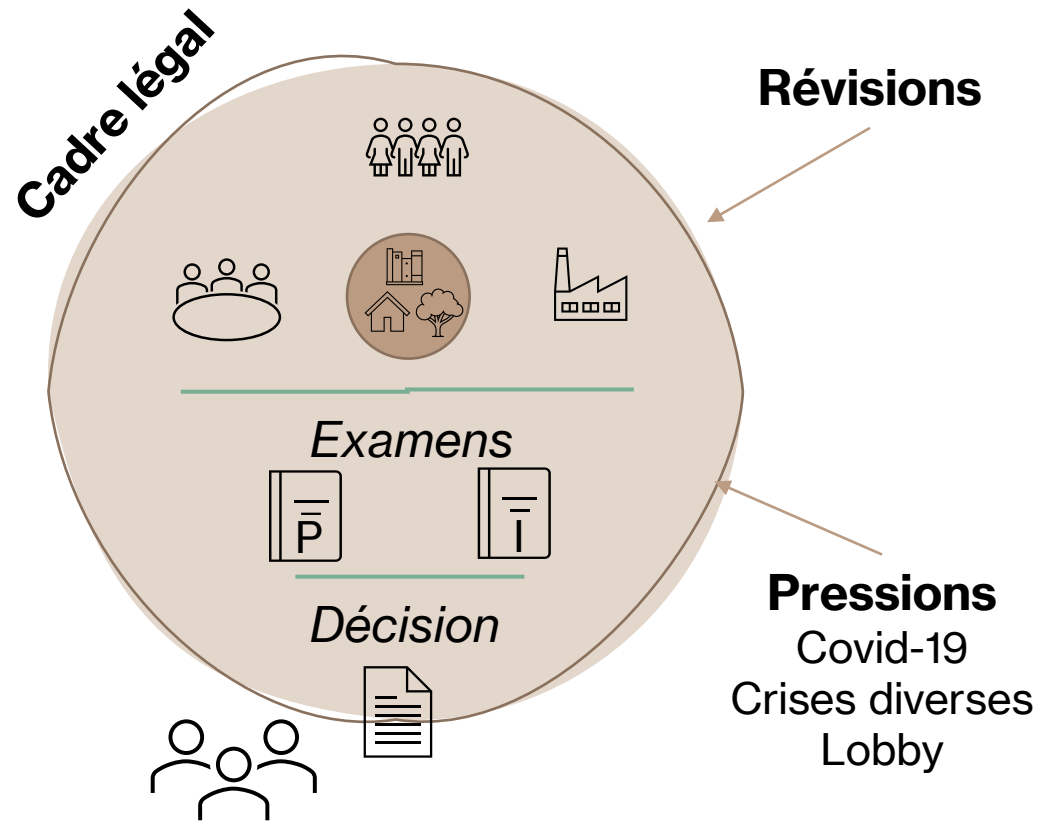 Cadre légal
Révisions
Examens
P
I
Décision
Pressions
Covid-19
Crises diverses
Lobby